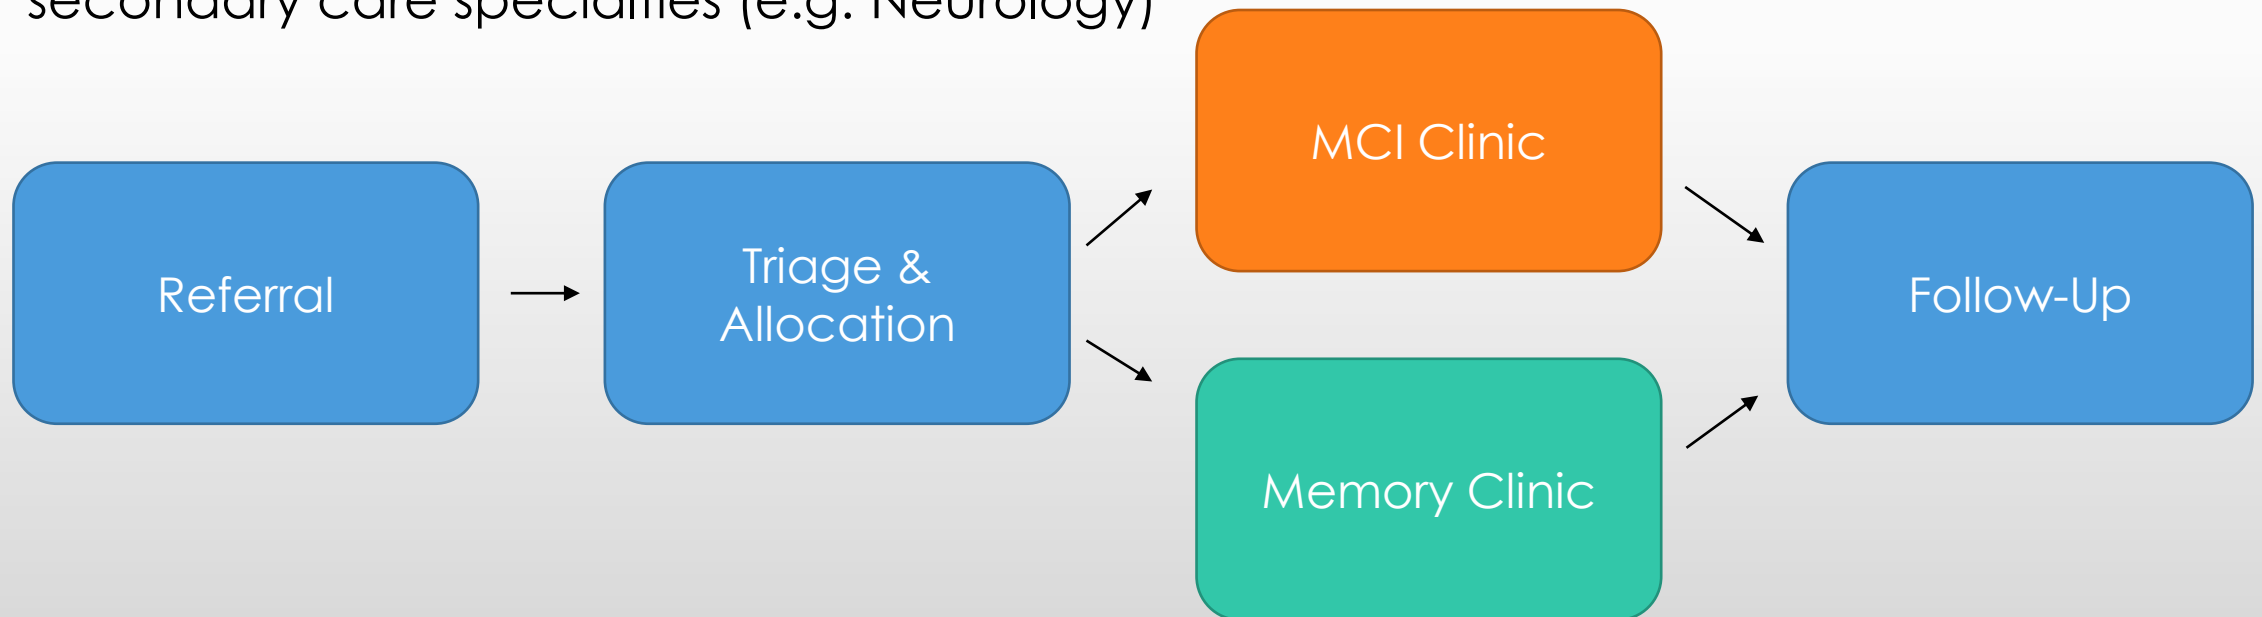 secondary care specialties (e.g. Neurology)
MCI Clinic
Referral
Triage &
Allocation
Follow-Up
Memory Clinic